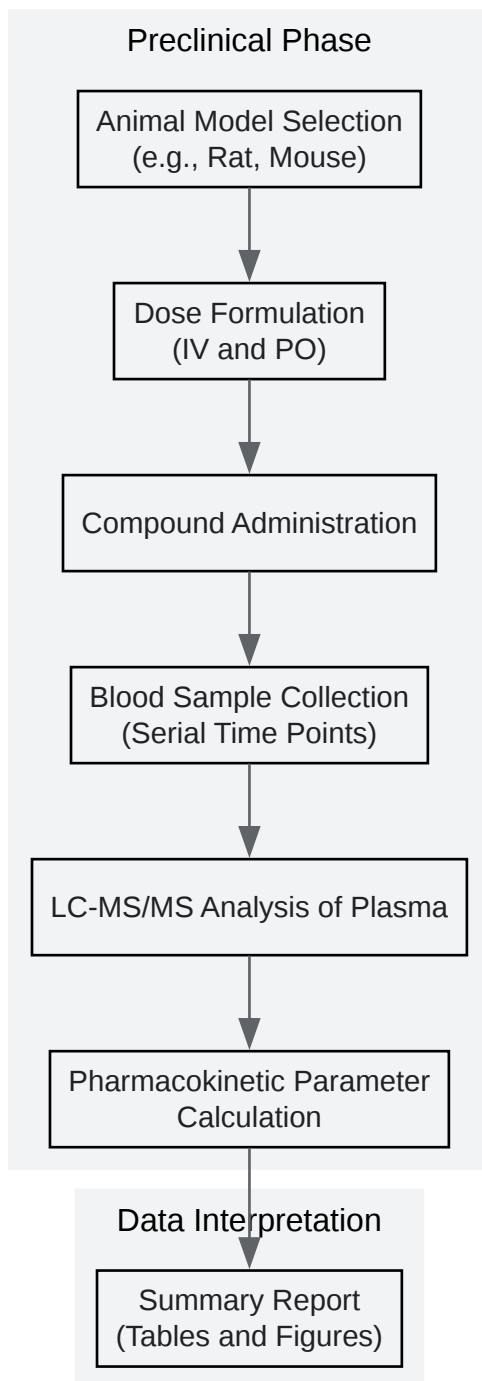 Preclinical Phase
Animal Model Selection
(e.g., Rat, Mouse)
Dose Formulation
(IV and PO)
Compound Administration
Blood Sample Collection
(Serial Time Points)
LC-MS/MS Analysis of Plasma
Pharmacokinetic Parameter
Calculation
Data Interpretation
Summary Report
(Tables and Figures)